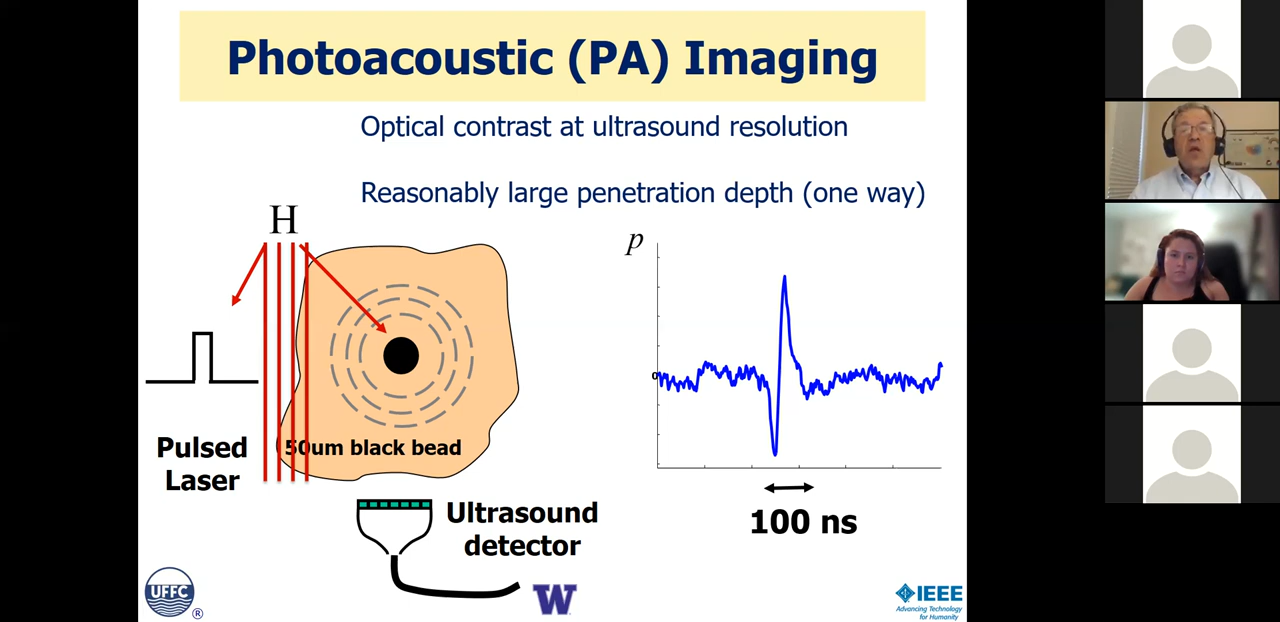 Photoacoustic (PA) Imaging
Optical contrast at ultrasound resolution
Reasonably large penetration depth (one way)
H
p
0
50um black bead
Pulsed
Laser
Ultrasound
detector
100 ns
UFFC
®
W
IEEE
Advancing Technology
for Humanity